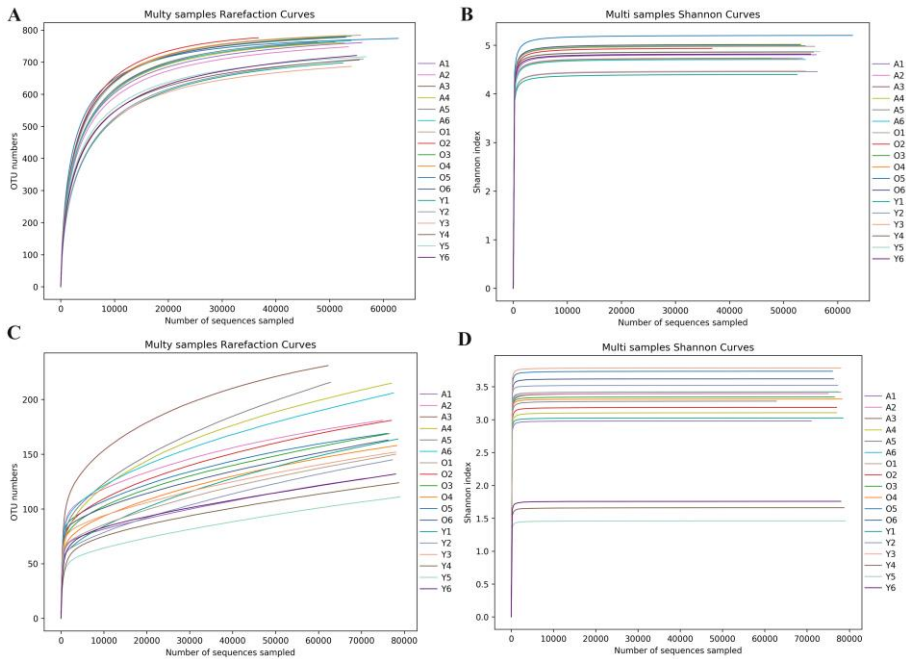 A
Multy samples Rarefaction Curves
800
700
600
500
400
300
200
100
0
OTU numbers
0 10000 20000 30000 40000 50000 60000
Number of sequences sampled
A1
A2
A3
A4
A5
A6
O1
O2
O3
O4
O5
O6
Y1
Y2
Y3
Y4
Y5
Y6
B
Multi samples Shannon Curves
5
4
3
2
1
0
Shannon index
0 10000 20000 30000 40000 50000 60000
Number of sequences sampled
A1
A2
A3
A4
A5
A6
O1
O2
O3
O4
O5
O6
Y1
Y2
Y3
Y4
Y5
Y6
C
Multy samples Rarefaction Curves
200
150
100
50
0
OTU numbers
0 10000 20000 30000 40000 50000 60000 70000 80000
Number of sequences sampled
A1
A2
A3
A4
A5
A6
O1
O2
O3
O4
O5
O6
Y1
Y2
Y3
Y4
Y5
Y6
D
Multi samples Shannon Curves
3.5
3.0
2.5
2.0
1.5
1.0
0.5
0.0
Shannon index
0 10000 20000 30000 40000 50000 60000 70000 80000
Number of sequences sampled
A1
A2
A3
A4
A5
A6
O1
O2
O3
O4
O5
O6
Y1
Y2
Y3
Y4
Y5
Y6